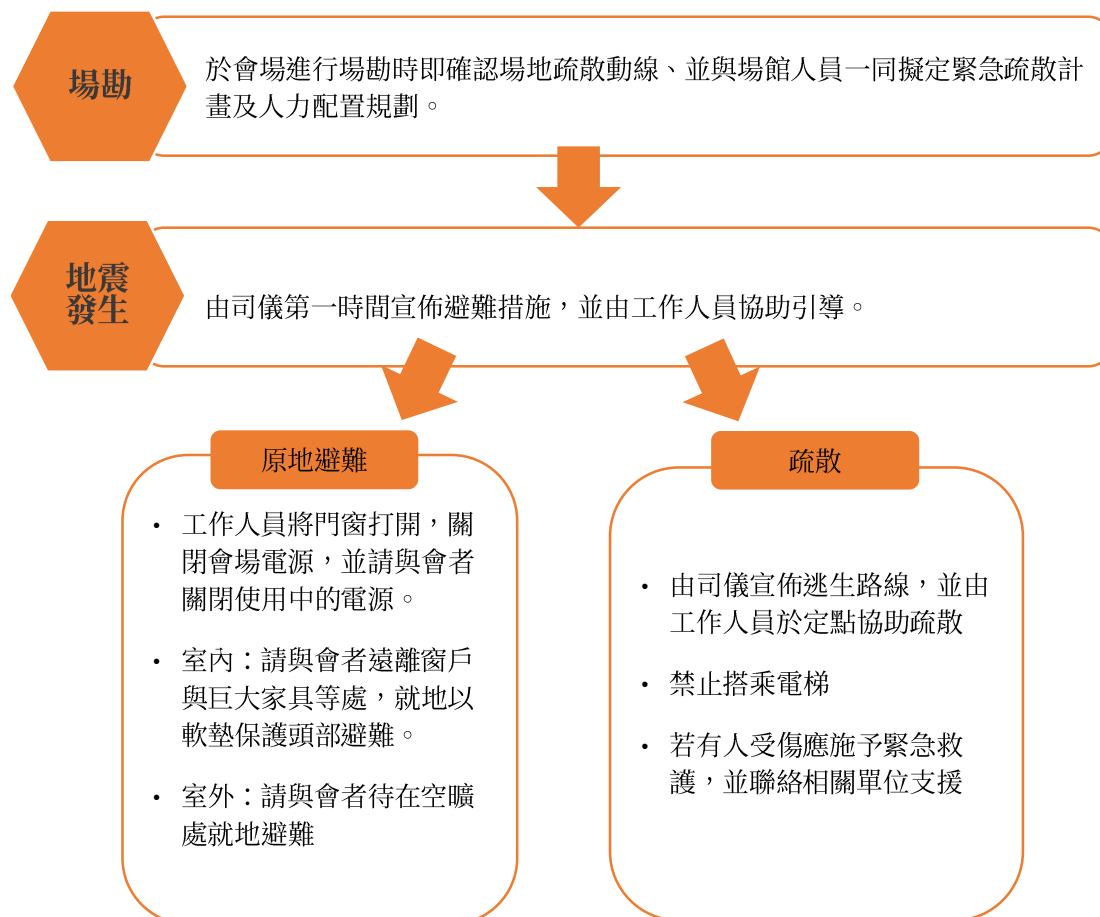 場勘
於會場進行場勘時即確認場地疏散動線、並與場館人員一同擬定緊急疏散計
畫及人力配置規劃。
地震
發生
由司儀第一時間宣佈避難措施，並由工作人員協助引導。
原地避難
• 工作人員將門窗打開，關
閉會場電源，並請與會者
關閉使用中的電源。
• 室內：請與會者遠離窗戶
與巨大家具等處，就地以
軟墊保護頭部避難。
• 室外：請與會者待在空曠
處就地避難
疏散
• 由司儀宣佈逃生路線，並由
工作人員於定點協助疏散
• 禁止搭乘電梯
• 若有人受傷應施予緊急救
護，並聯絡相關單位支援